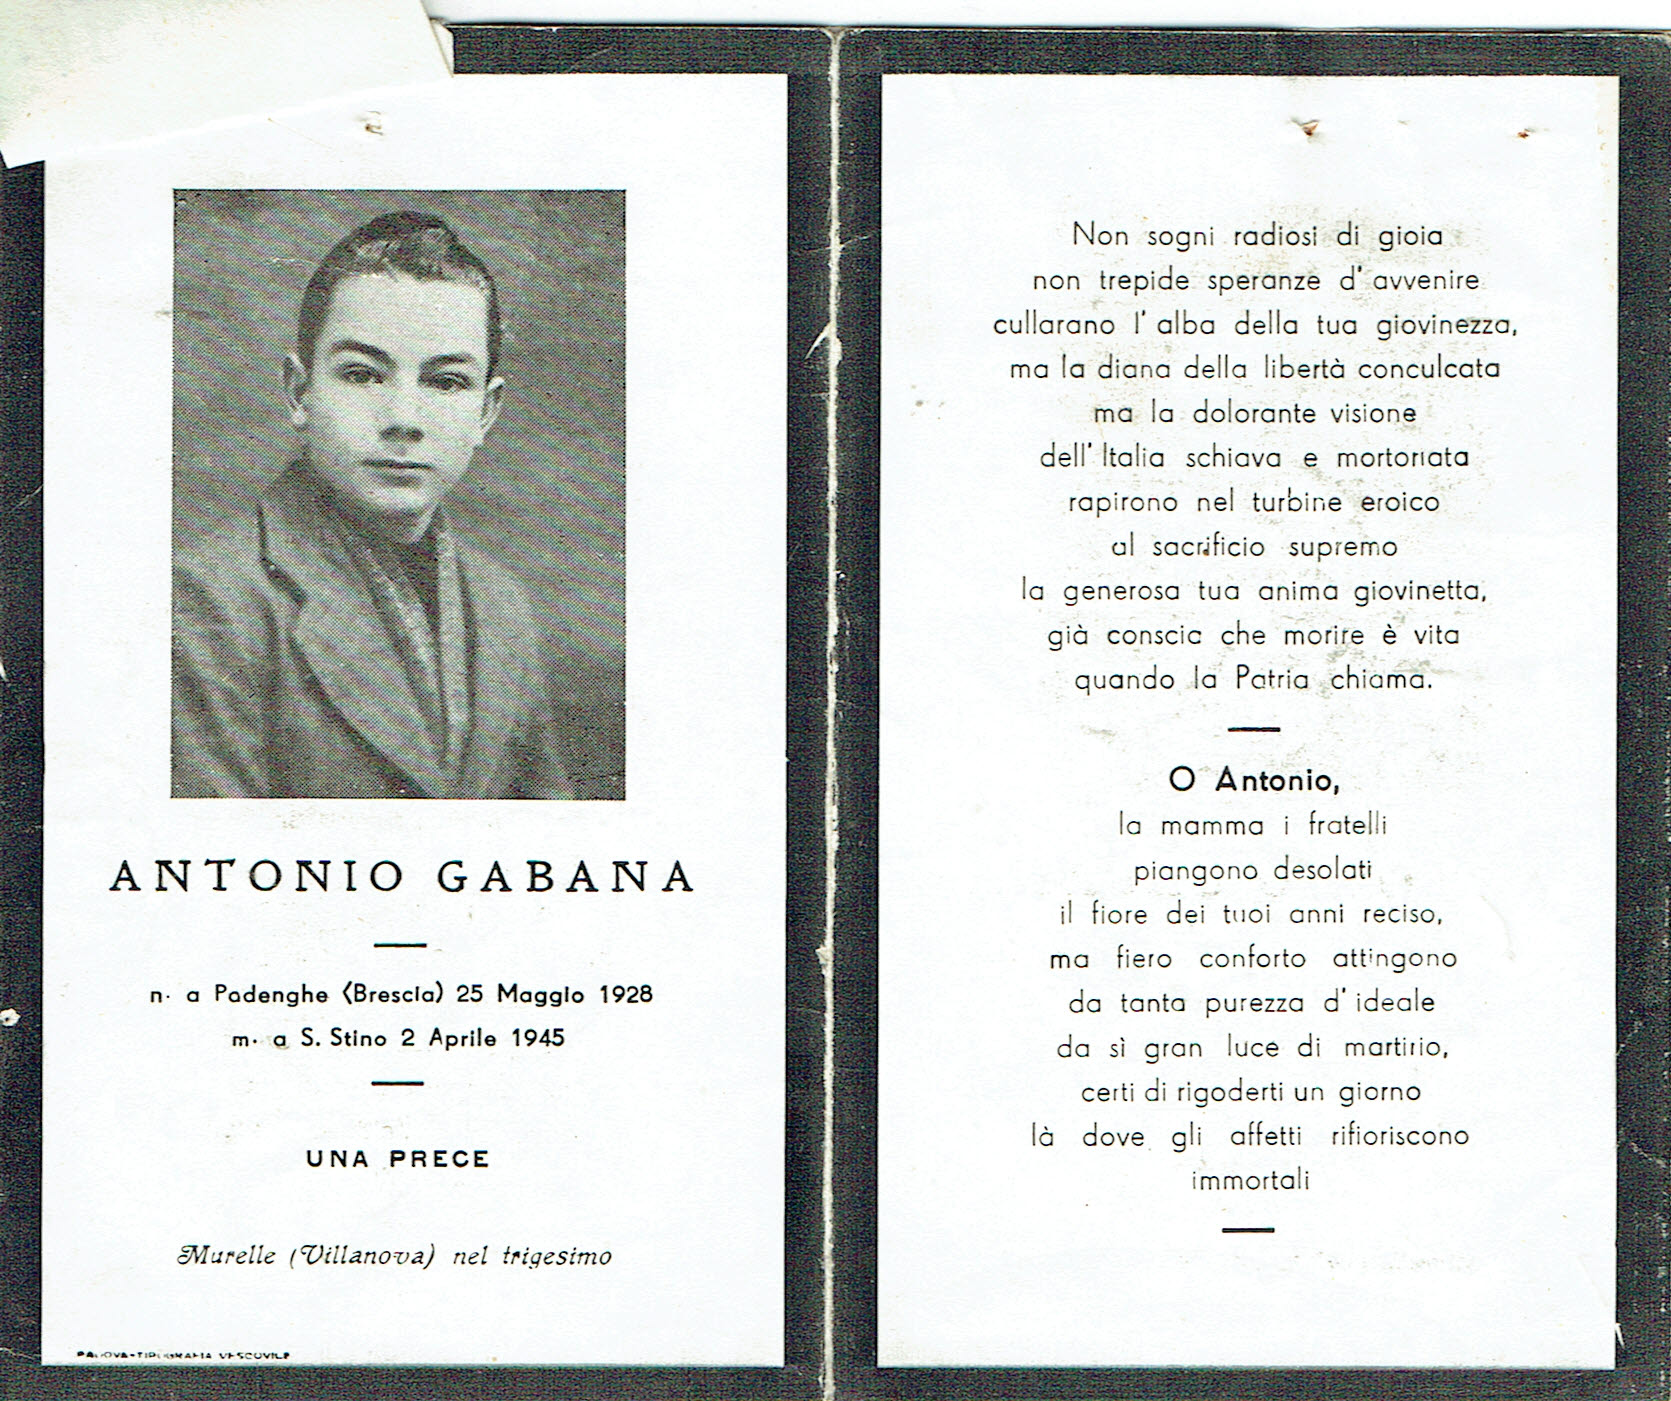 ANTONIO GABANA
n. a Padenghe (Brescia) 25 Maggio 1928
m. a S. Stino 2 Aprile 1945
UNA PRECE
Murelle (Villanova) nel trigesimo
PADOVA-TIPOGRAFIA VESCOVILE
Non sogni radiosi di gioia
non trepide speranze d' avvenire
cullarano l' alba della tua giovinezza,
ma la diana della libertà conculcata
ma la dolorante visione
dell' Italia schiava e mortoriata
rapirono nel turbine eroico
al sacrificio supremo
la generosa tua anima giovinetta,
già conscia che morire è vita
quando la Patria chiama.
O Antonio,
la mamma i fratelli
piangono desolati
il fiore dei tuoi anni reciso,
ma fiero conforto attingono
da tanta purezza d' ideale
da sì gran luce di martirio,
certi di rigoderti un giorno
là dove gli affetti rifioriscono
immortali